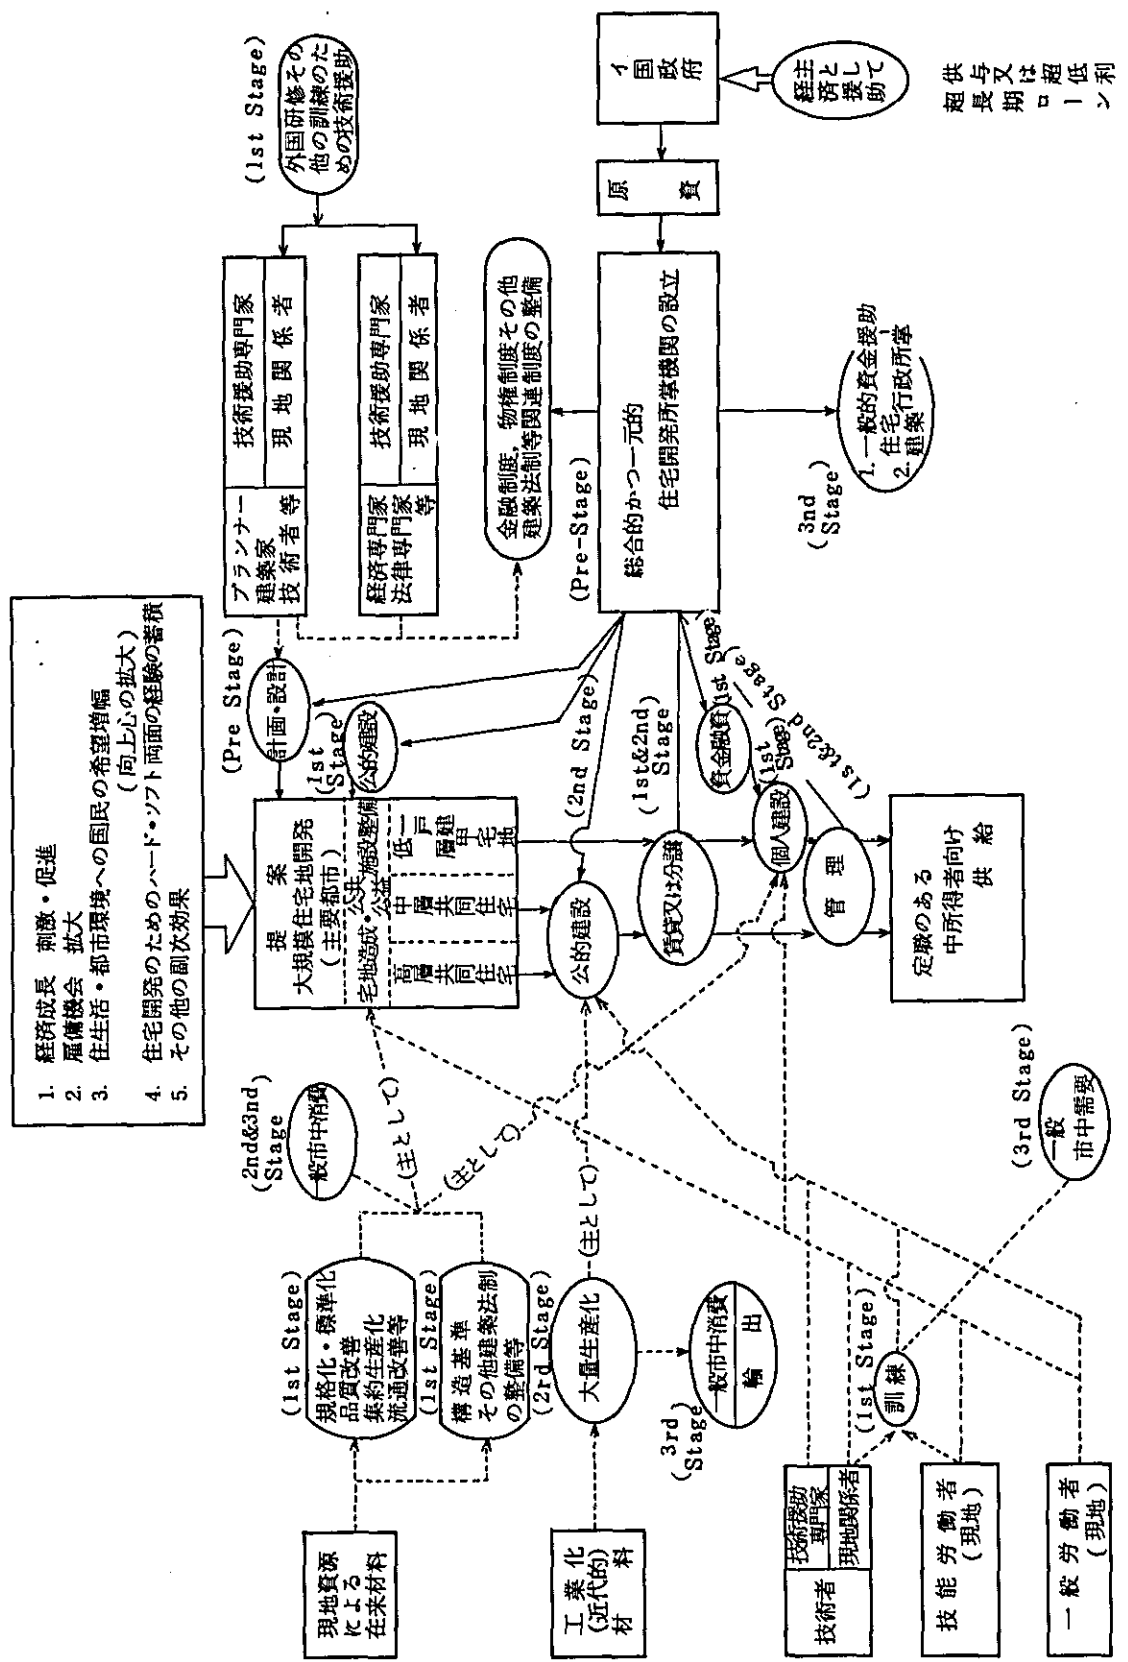 1. 経済成長 刺激・促進
2. 雇傭機会 拡大
3. 住生活・都市環境への国民の希望増幅
(向上心の拡大)
4. 住宅開発のためのハード・ソフト両面の経験の蓄積
5. その他の副次効果
(1st Stage)
外国研修その
他の訓練のた
めの技術援助
プランナー
建築家
技術者等
技術援助専門家
現地関係者
経済専門家
法律専門家
等
技術援助専門家
現地関係者
金融制度,物権制度その他
建築法制等関連制度の整備
(Pre Stage)
計画・設計
(1st
Stage)
公的建設
提案
大規模住宅地開発
(主要都市)
宅地造成・公共公益施設整備
高層共同住宅
中層共同住宅
低層一戸建甲宅地
(2nd&3nd
Stage)
一般市中消費
(主として)
(主として)
(主として)
現地資源
による
在来材料
(1st Stage)
規格化・標準化
品質改善
集約生産化
流通改善等
(1st Stage)
構造基準
その他建築法制
の整備等
工業化
(近代的)
材料
(2rd Stage)
大量生産化
(3rd
Stage)
一般市中消費
輸出
(2nd Stage)
公的建設
(1st&2nd
Stage)
賃貸又は分譲
(1st Stage)
資金融資
(1st
Stage)
個人建設
(1st&2nd Stage)
(1st&2nd Stage)
管理
定職のある
中所得者向け
供給
(Pre-Stage)
総合的かつ一元的
住宅開発所掌機関の設立
原資
イ国
政府
経済援助
主として
超長期
供与又は
超低利
ローン
(3nd
Stage)
1. 一般的資金援助
2. 住宅建築行政所掌
技術者
技術援助
専門家
現地関係者
技能労働者
(現地)
一般労働者
(現地)
(1st Stage)
訓練
(3rd Stage)
一般
市中需要